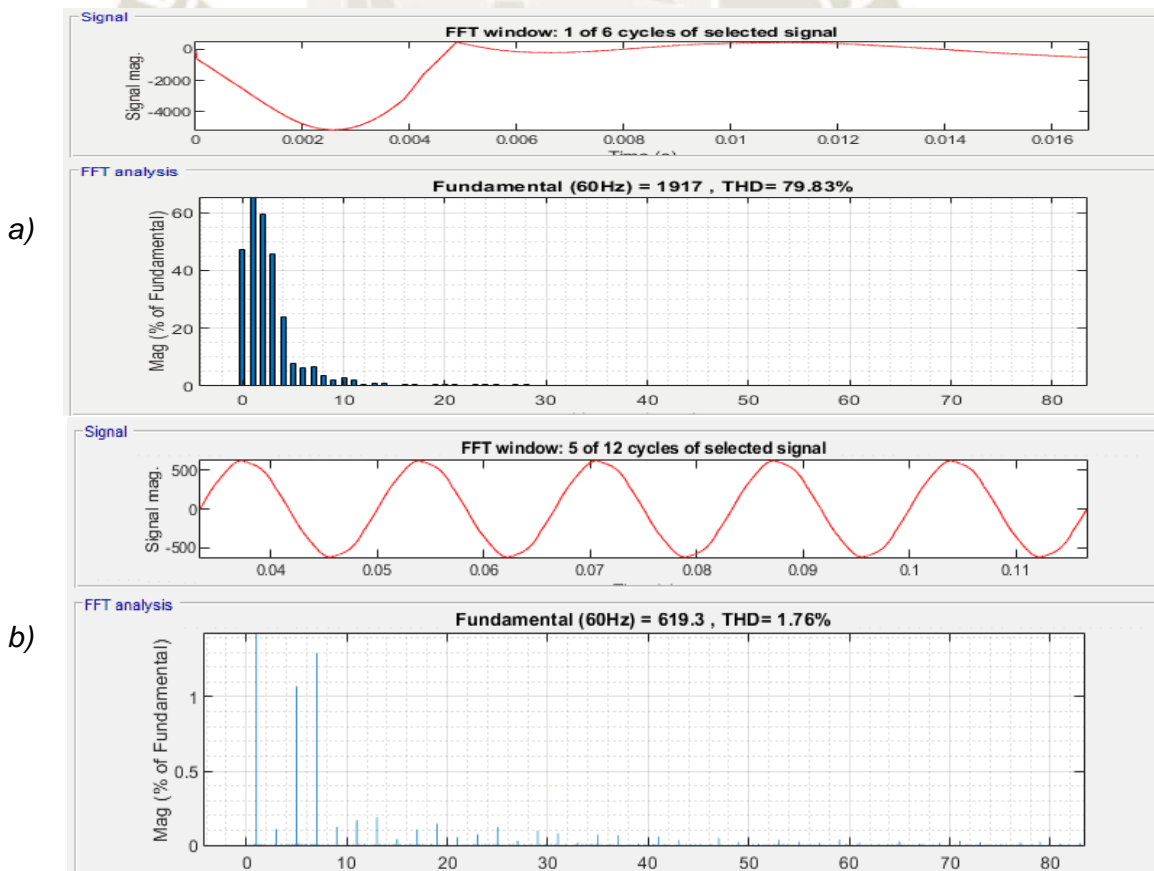 Signal
FFT window: 1 of 6 cycles of selected signal
Signal mag.
0
-2000
-4000
0 0.002 0.004 0.006 0.008 0.01 0.012 0.014 0.016
Time (s)
FFT analysis
Fundamental (60Hz) = 1917 , THD= 79.83%
a)
Mag (% of Fundamental)
60
40
20
0
0 10 20 30 40 50 60 70 80
Signal
FFT window: 5 of 12 cycles of selected signal
Signal mag.
500
0
-500
0.04 0.05 0.06 0.07 0.08 0.09 0.1 0.11
FFT analysis
Fundamental (60Hz) = 619.3 , THD= 1.76%
b)
Mag (% of Fundamental)
1
0.5
0
0 10 20 30 40 50 60 70 80